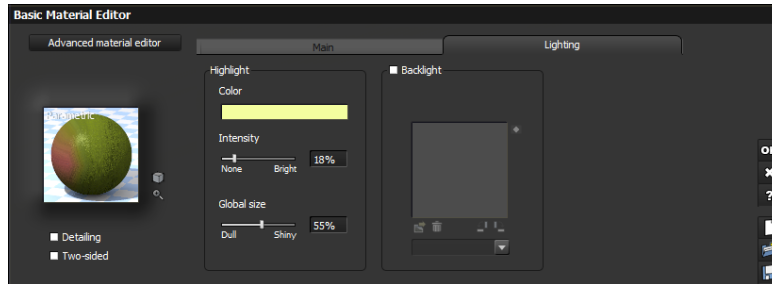 Basic Material Editor
Advanced material editor
Main
Lighting
Highlight
Backlight
Color
Parametric
Intensity
18%
None
Bright
Global size
55%
Dull
Shiny
Detailing
Two-sided
?